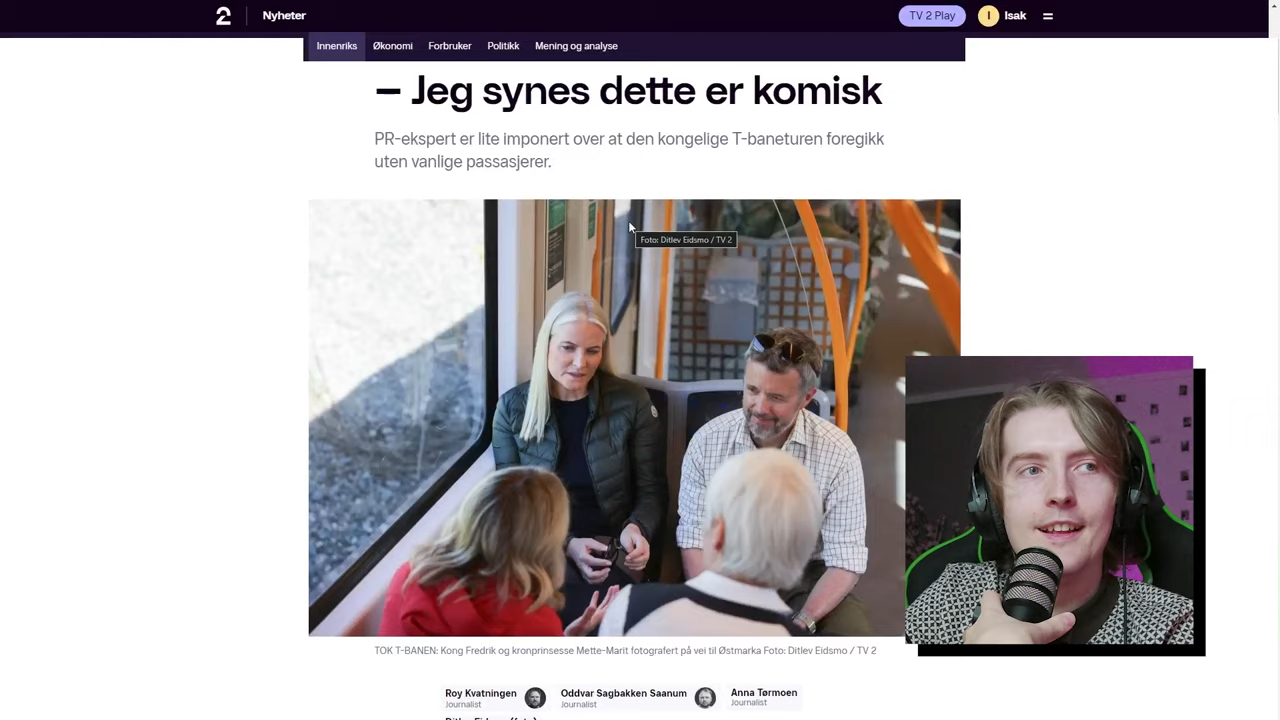 2 Nyheter TV 2 Play I Isak
Innenriks Økonomi Forbruker Politikk Mening og analyse
– Jeg synes dette er komisk
PR-ekspert er lite imponert over at den kongelige T-baneturen foregikk
uten vanlige passasjerer.
Foto: Ditlev Eidsmo / TV 2
TOK T-BANEN: Kong Fredrik og kronprinsesse Mette-Marit fotografert på vei til Østmarka Foto: Ditlev Eidsmo / TV 2
Roy Kvatningen Oddvar Sagbakken Saanum Anna Tørmoen
Journalist Journalist Journalist
Ditlev Eidsmo (foto)